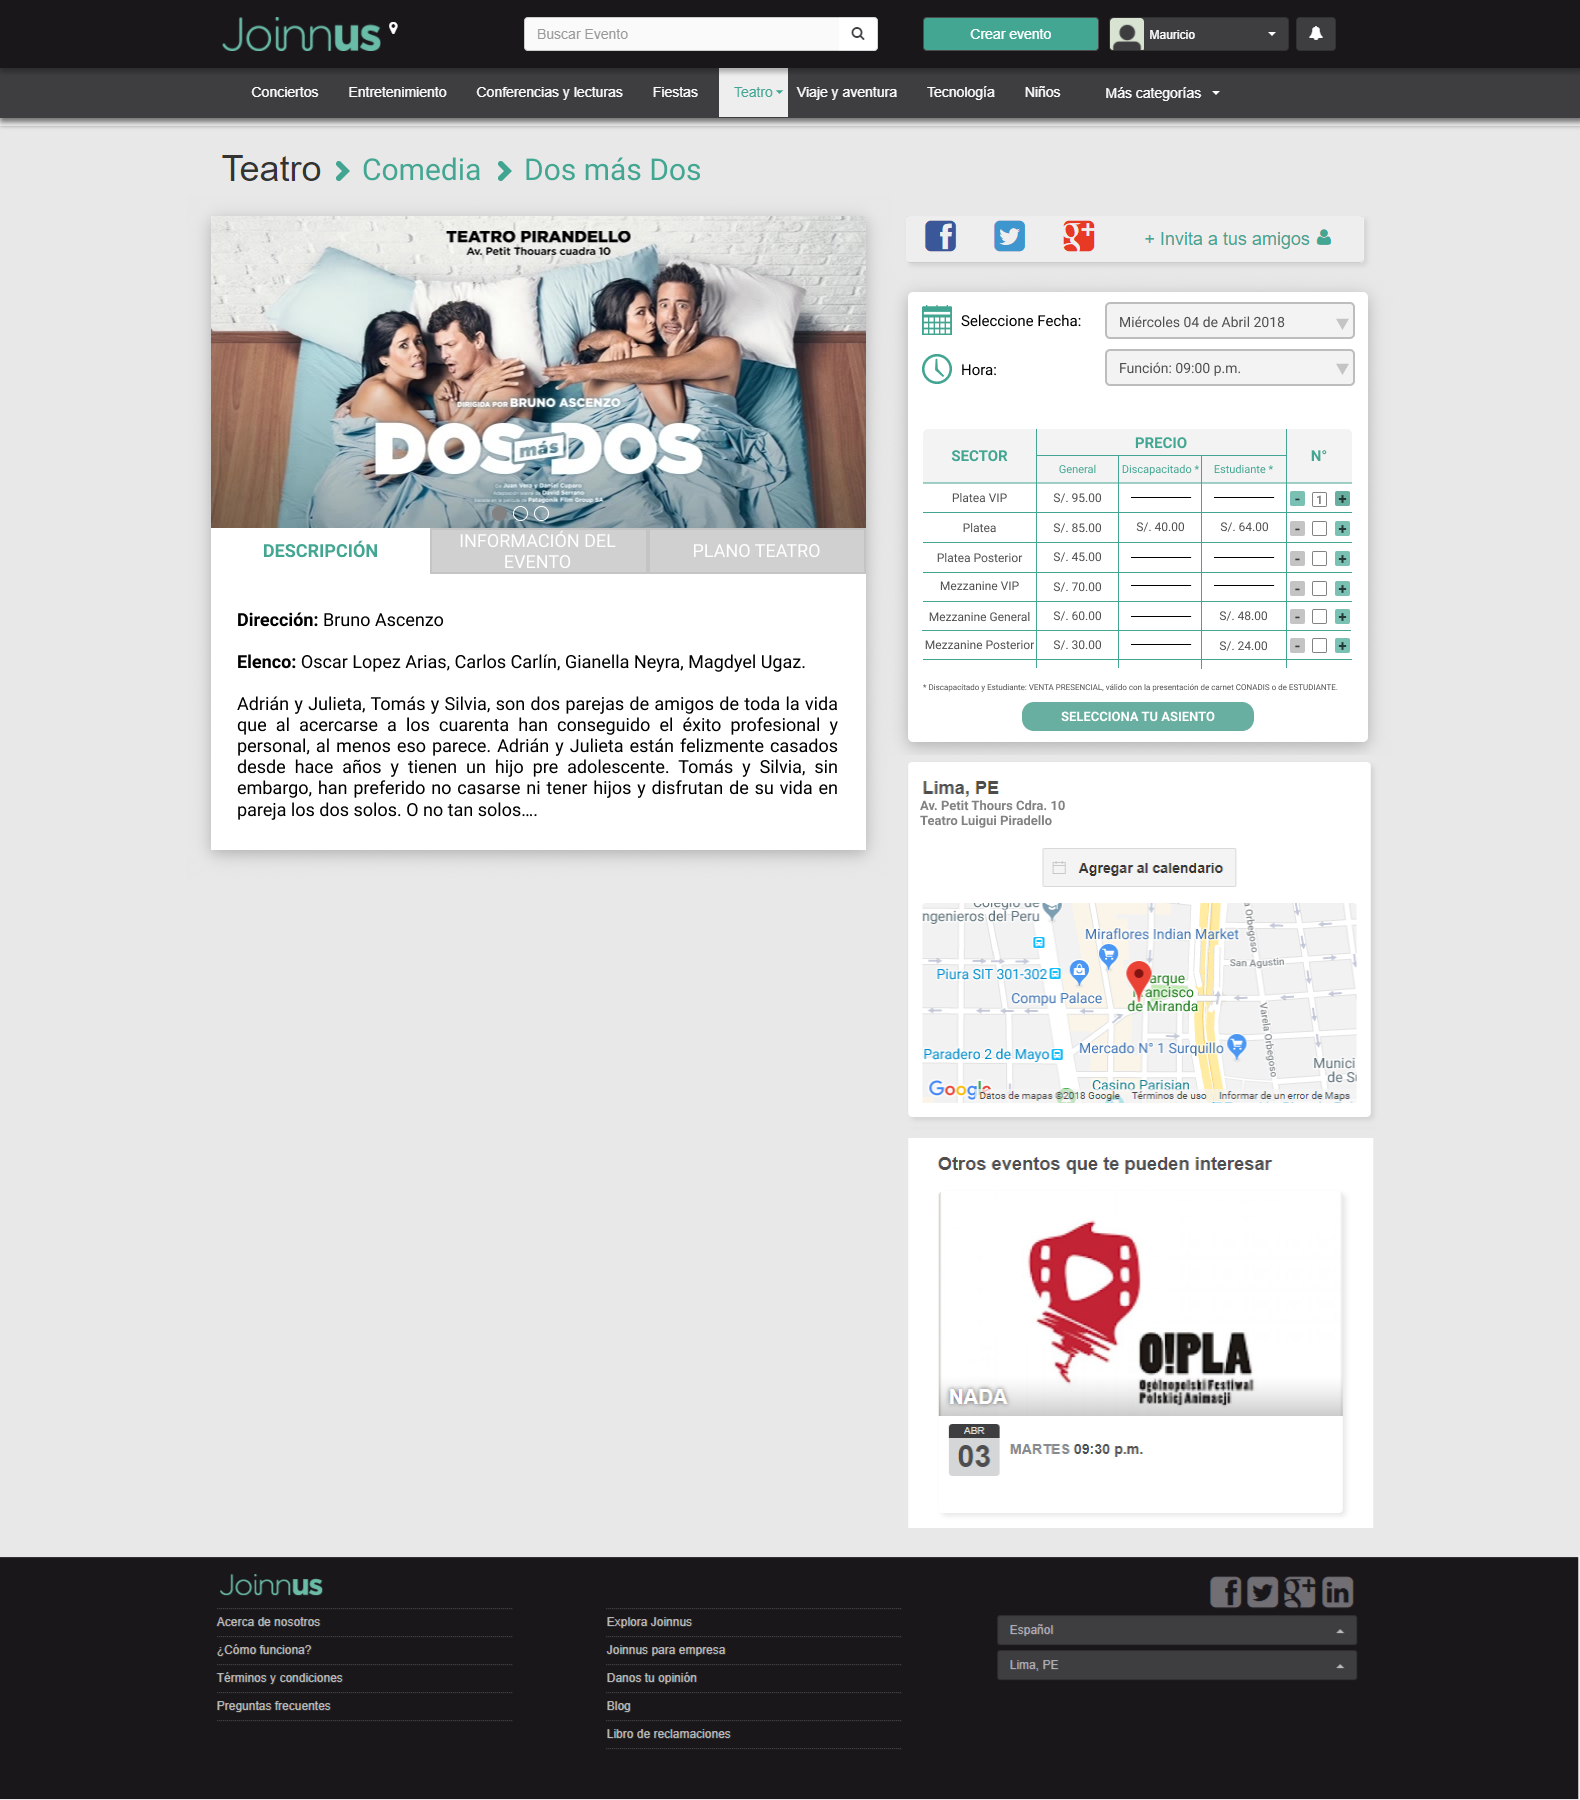 Joinnus
Buscar Evento
Crear evento
Mauricio
Conciertos
Entretenimiento
Conferencias y lecturas
Fiestas
Teatro
Viaje y aventura
Tecnología
Niños
Más categorías
Teatro
Comedia
Dos más Dos
TEATRO PIRANDELLO
Av. Petit Thouars cuadra 10
DIRIGIDA POR BRUNO ASCENZO
DOS más DOS
De Juan Vera y Daniel Cuparo
DESCRIPCIÓN
INFORMACIÓN DEL
EVENTO
PLANO TEATRO
Dirección: Bruno Ascenzo
Elenco: Oscar Lopez Arias, Carlos Carlín, Gianella Neyra, Magdyel Ugaz.
Adrián y Julieta, Tomás y Silvia, son dos parejas de amigos de toda la vida
que al acercarse a los cuarenta han conseguido el éxito profesional y
personal, al menos eso parece. Adrián y Julieta están felizmente casados
desde hace años y tienen un hijo pre adolescente. Tomás y Silvia, sin
embargo, han preferido no casarse ni tener hijos y disfrutan de su vida en
pareja los dos solos. O no tan solos....
+ Invita a tus amigos
Seleccione Fecha:
Miércoles 04 de Abril 2018
Hora:
Función: 09:00 p.m.
SECTOR
PRECIO
N°
General
Discapacitado *
Estudiante *
Platea VIP S/. 95.00 - 1 +
Platea S/. 85.00 S/. 40.00 S/. 64.00 - +
Platea Posterior S/. 45.00 - +
Mezzanine VIP S/. 70.00 - +
Mezzanine General S/. 60.00 S/. 48.00 - +
Mezzanine Posterior S/. 30.00 S/. 24.00 - +
* Discapacitado y Estudiante: VENTA PRESENCIAL, válido con la presentación de carnet CONADIS o de ESTUDIANTE.
SELECCIONA TU ASIENTO
Lima, PE
Av. Petit Thours Cdra. 10
Teatro Luigui Piradello
Agregar al calendario
Colegio de
ngenieros del Peru
Miraflores Indian Market
Piura SIT 301-302
Compu Palace
arque
ancisco
de Miranda
San Agustin
Varela Orbegoso
Paradero 2 de Mayo
Mercado N° 1 Surquillo
Casino Parisian
Munici
de S
Google
Datos de mapas ©2018 Google
Términos de uso
Informar de un error de Maps
Otros eventos que te pueden interesar
O!PLA
Ogólnopolski Festiwal
Polskiej Animacji
NADA
ABR
03
MARTES 09:30 p.m.
Joinnus
Acerca de nosotros
¿Cómo funciona?
Términos y condiciones
Preguntas frecuentes
Explora Joinnus
Joinnus para empresa
Danos tu opinión
Blog
Libro de reclamaciones
Español
Lima, PE